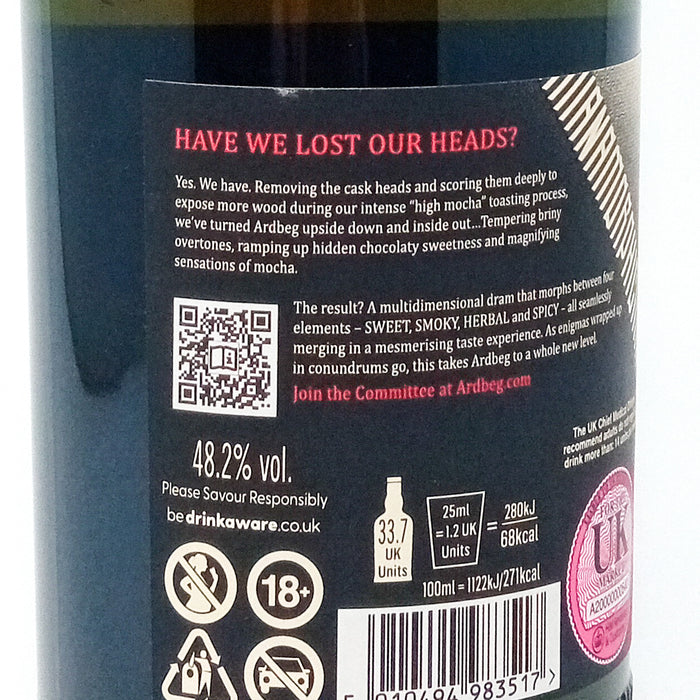 HAVE WE LOST OUR HEADS?
Yes. We have. Removing the cask heads and scoring them deeply to
expose more wood during our intense “high mocha” toasting process,
we’ve turned Ardbeg upside down and inside out...Tempering briny
overtones, ramping up hidden chocolaty sweetness and magnifying
sensations of mocha.
The result? A multidimensional dram that morphs between four
elements – SWEET, SMOKY, HERBAL and SPICY – all seamlessly
merging in a mesmerising taste experience. As enigmas wrapped up
in conundrums go, this takes Ardbeg to a whole new level.
Join the Committee at Ardbeg.com
48.2% vol.
Please Savour Responsibly
bedrinkaware.co.uk
33.7
UK
Units
25ml
=1.2 UK
Units
=
280kJ
68kcal
100ml=1122kJ/271kcal
18+
The UK Chief Medical
recommend adults do
drink more than 14 units
UK
5 010494 983517 >